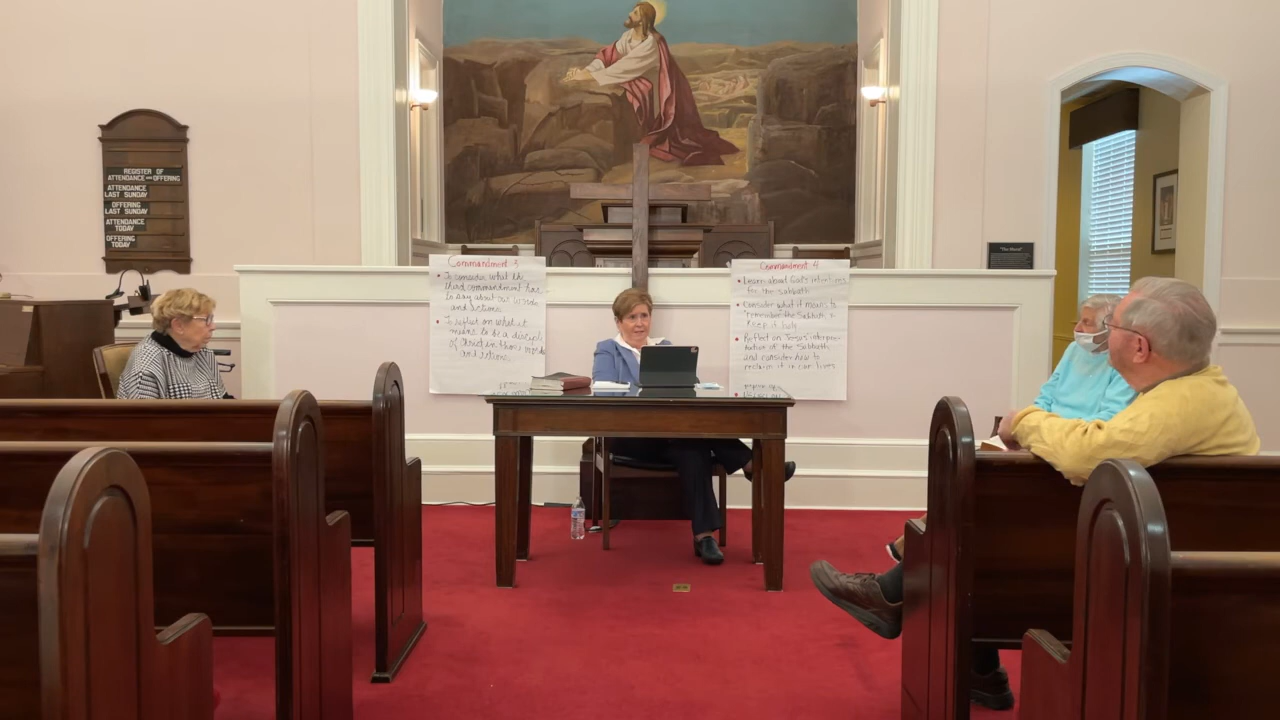 REGISTER OF
ATTENDANCE AND OFFERING
ATTENDANCE
LAST SUNDAY
OFFERING
LAST SUNDAY
ATTENDANCE
TODAY
OFFERING
TODAY
Commandment 3
• To consider what the
third commandment has
to say about our words
and actions.
• To reflect on what it
means to be a disciple
of Christ in those words
and actions.
Commandment 4
• Learn about God's intentions
for the Sabbath
• Consider what it means to
"remember the Sabbath &
Keep it holy
• Reflect on Jesus' interpre-
tation of the Sabbath
and consider how to
reclaim it in our lives